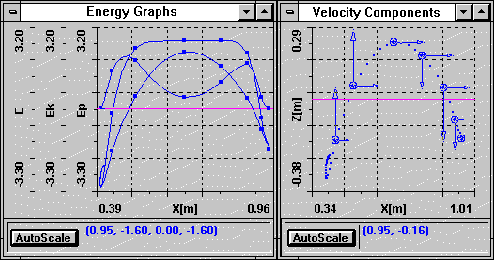 Energy Graphs
3.20
3.20
3.20
E
Ek
Ep
-3.30
-3.30
-3.30
0.39
X[m]
0.96
AutoScale
(0.95, -1.60, 0.00, -1.60)
Velocity Components
0.29
Z[m]
-0.38
0.34
X[m]
1.01
AutoScale
(0.95, -0.16)